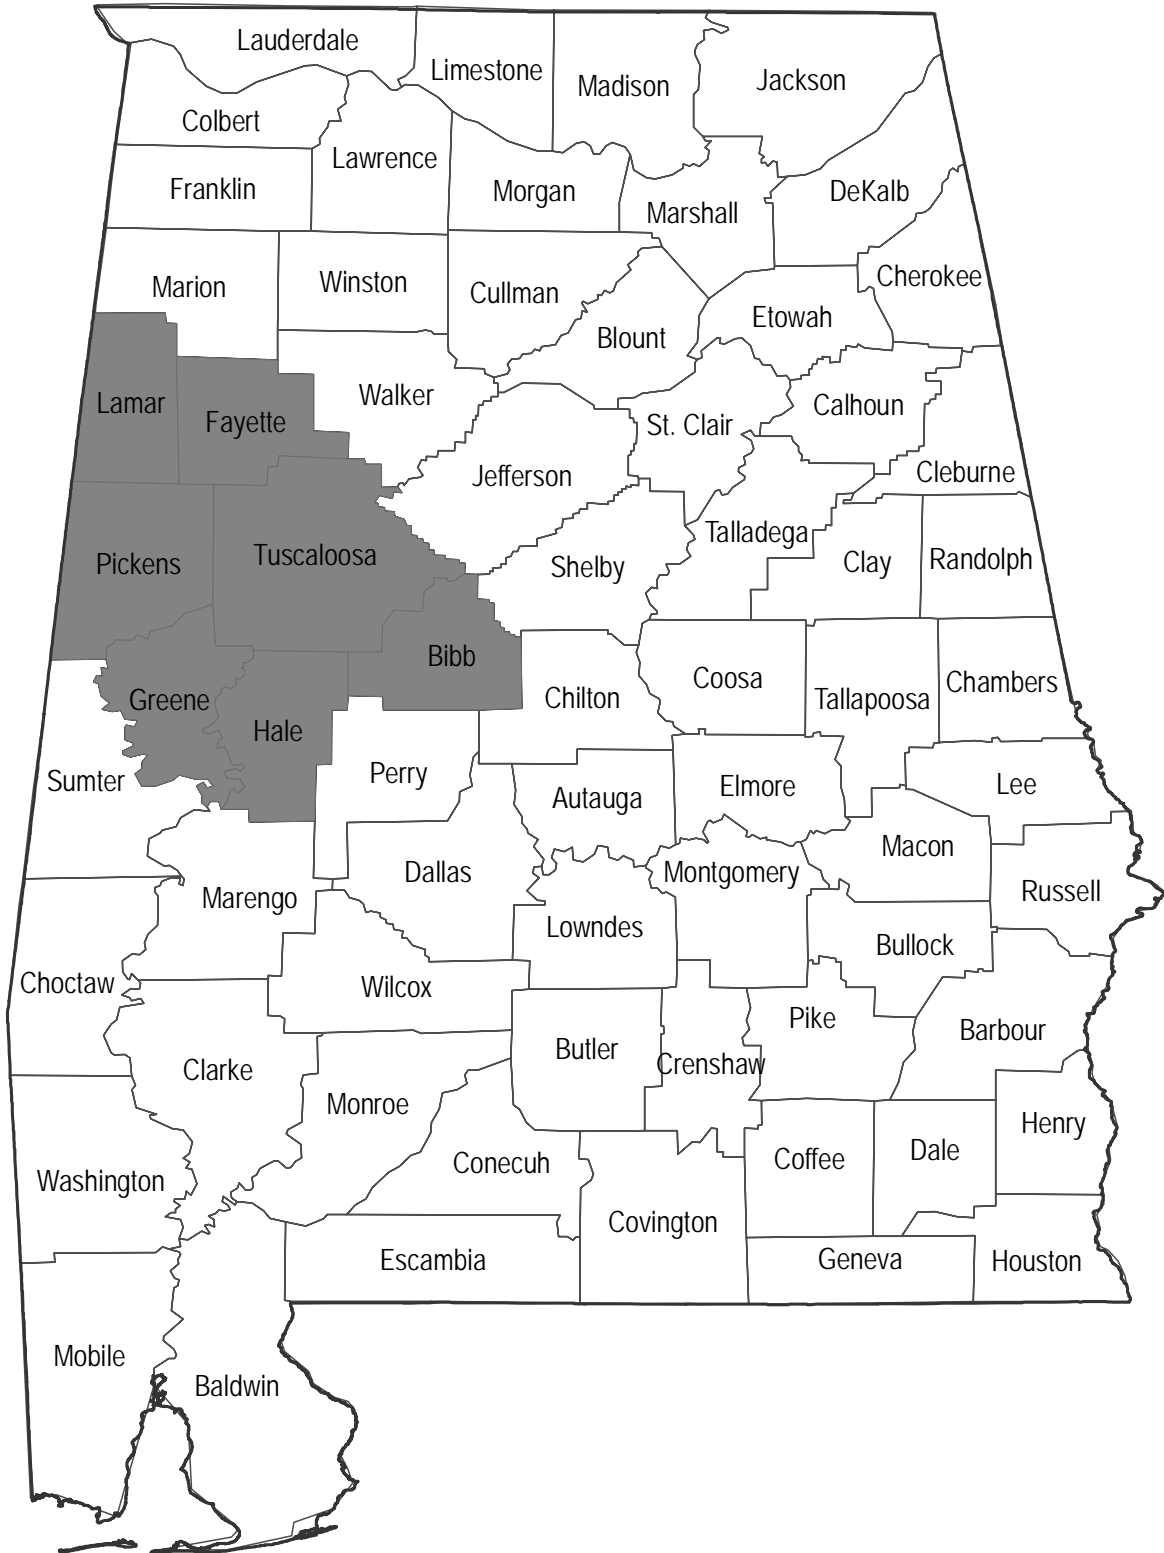 Lauderdale
Limestone
Madison
Jackson
Colbert
Lawrence
Franklin
Morgan
DeKalb
Marshall
Marion
Winston
Cullman
Cherokee
Blount
Etowah
Lamar
Fayette
Walker
St. Clair
Calhoun
Jefferson
Cleburne
Pickens
Tuscaloosa
Shelby
Talladega
Clay
Randolph
Bibb
Greene
Hale
Chilton
Coosa
Tallapoosa
Chambers
Sumter
Perry
Autauga
Elmore
Lee
Marengo
Dallas
Montgomery
Macon
Russell
Lowndes
Bullock
Choctaw
Wilcox
Pike
Barbour
Clarke
Butler
Crenshaw
Monroe
Henry
Washington
Conecuh
Coffee
Dale
Covington
Escambia
Geneva
Houston
Mobile
Baldwin